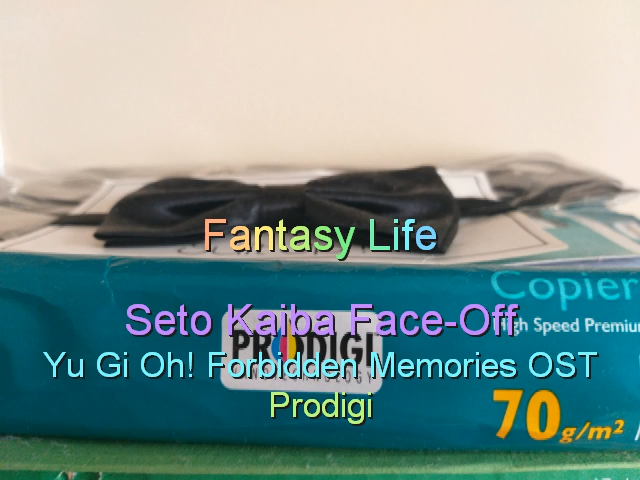 Fantasy Life
Copier
High Speed Premium
Seto Kaiba Face-Off
PRODIGI
Yu Gi Oh! Forbidden Memories OST
Prodigi
70g/m²